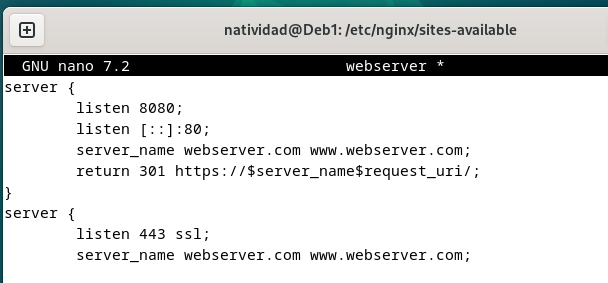 natividad@Deb1: /etc/nginx/sites-available
GNU nano 7.2 webserver *
server {
listen 8080;
listen [::]:80;
server_name webserver.com www.webserver.com;
return 301 https://$server_name$request_uri/;
}
server {
listen 443 ssl;
server_name webserver.com www.webserver.com;